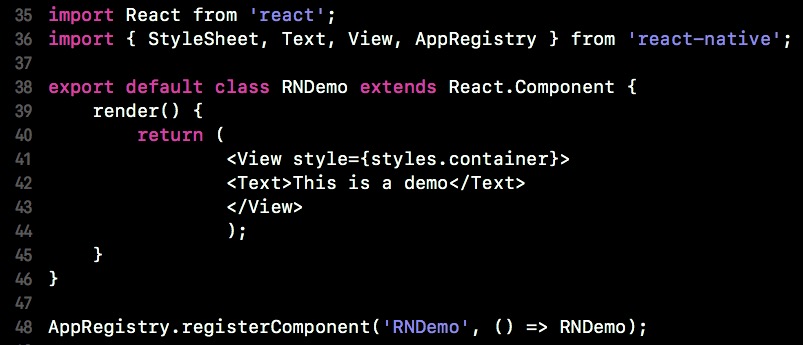 35 import React from 'react';
36 import { StyleSheet, Text, View, AppRegistry } from 'react-native';
37
38 export default class RNDemo extends React.Component {
39     render() {
40         return (
41                 <View style={styles.container}>
42                 <Text>This is a demo</Text>
43                 </View>
44                 );
45     }
46 }
47
48 AppRegistry.registerComponent('RNDemo', () => RNDemo);